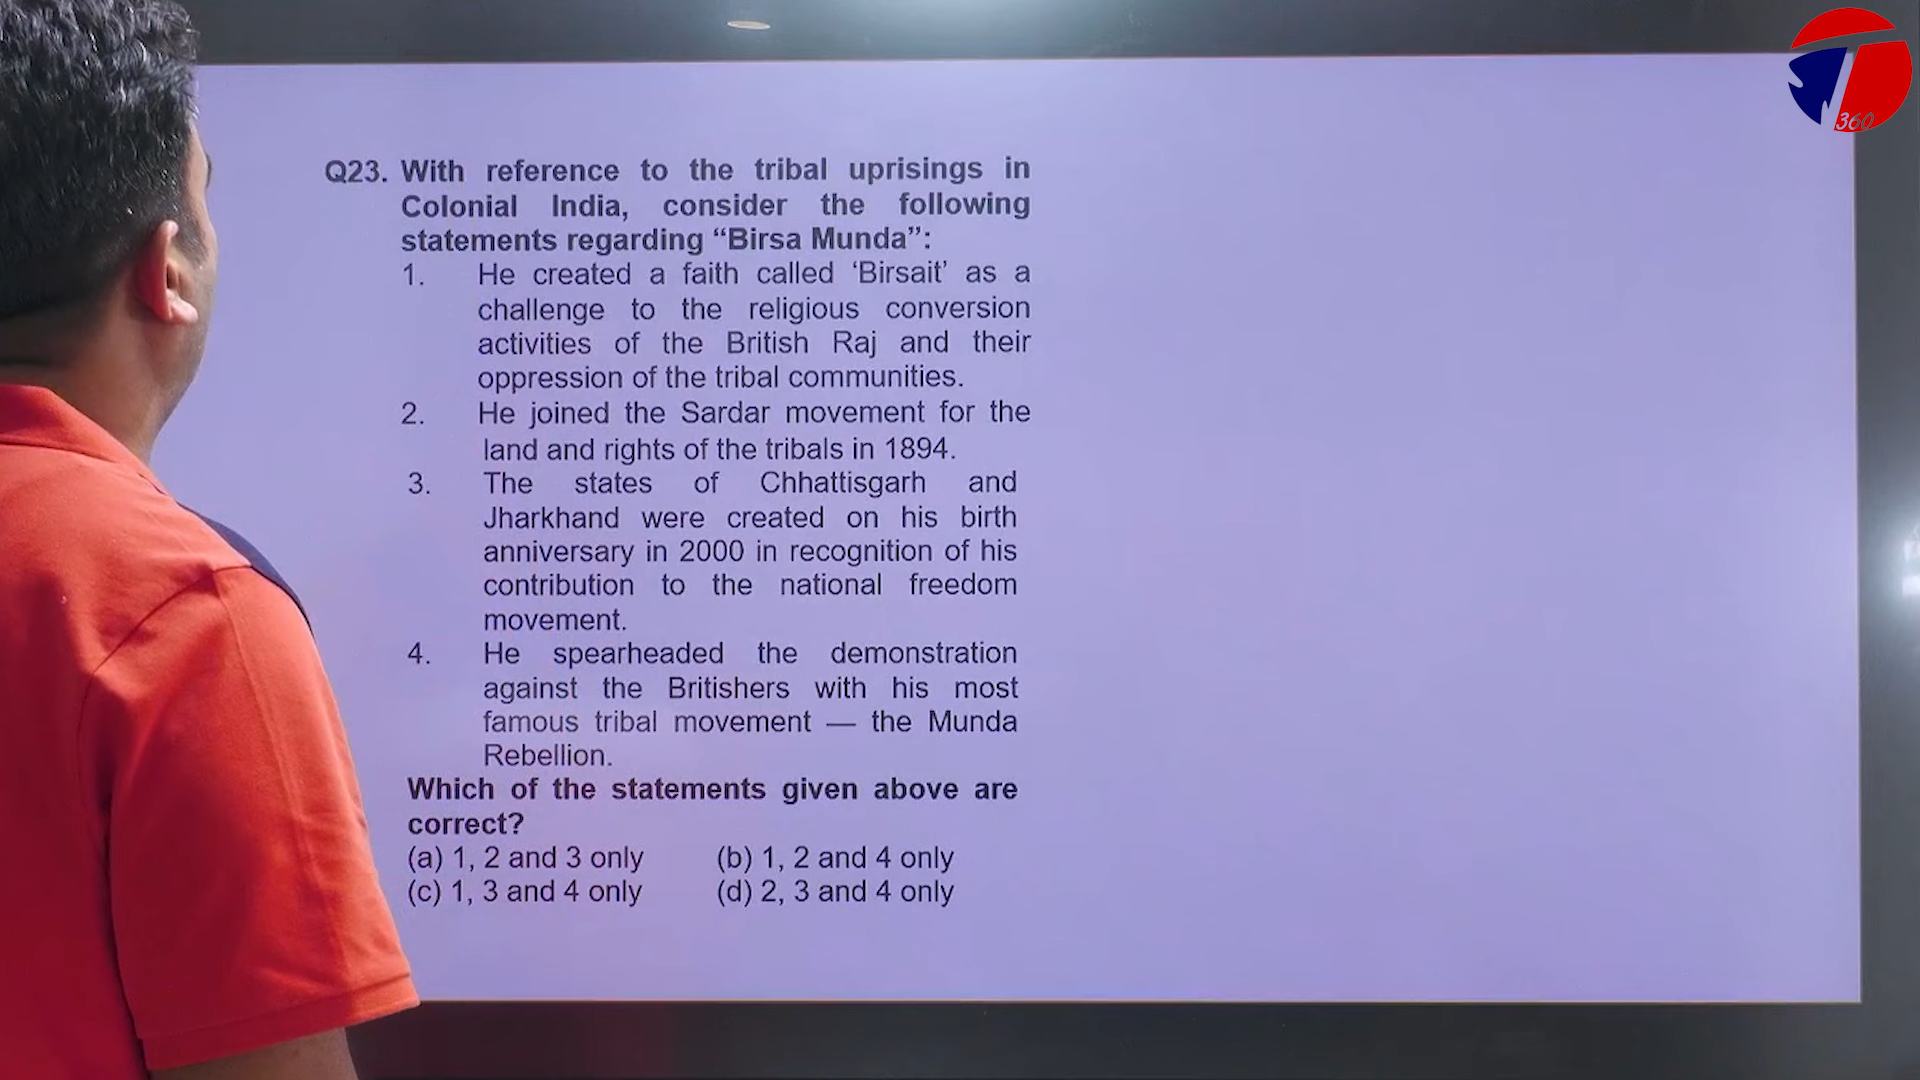 360
Q23. With reference to the tribal uprisings in
Colonial India, consider the following
statements regarding “Birsa Munda”:
1. He created a faith called ‘Birsait’ as a
challenge to the religious conversion
activities of the British Raj and their
oppression of the tribal communities.
2. He joined the Sardar movement for the
land and rights of the tribals in 1894.
3. The states of Chhattisgarh and
Jharkhand were created on his birth
anniversary in 2000 in recognition of his
contribution to the national freedom
movement.
4. He spearheaded the demonstration
against the Britishers with his most
famous tribal movement — the Munda
Rebellion.
Which of the statements given above are
correct?
(a) 1, 2 and 3 only (b) 1, 2 and 4 only
(c) 1, 3 and 4 only (d) 2, 3 and 4 only